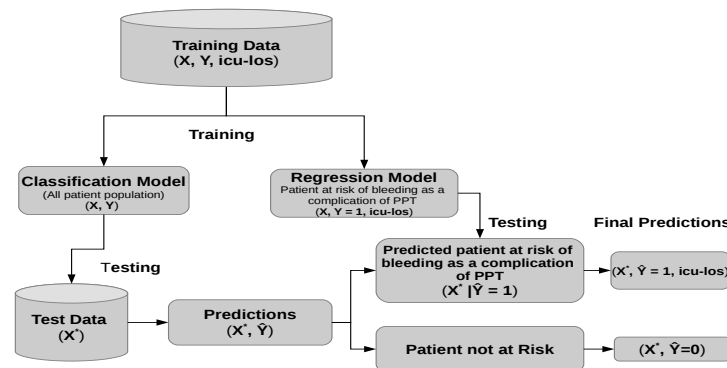 Training Data
(X, Y, icu-los)
Training
Classification Model
(All patient population)
(X, Y)
Regression Model
Patient at risk of bleeding as a
complication of PPT
(X, Y = 1, icu-los)
Testing
Final Predictions
Predicted patient at risk of
bleeding as a complication
of PPT
(X* |Ŷ = 1)
(X*, Ŷ = 1, icu-los)
Testing
Test Data
(X*)
Predictions
(X*, Ŷ)
Patient not at Risk
(X*, Ŷ=0)